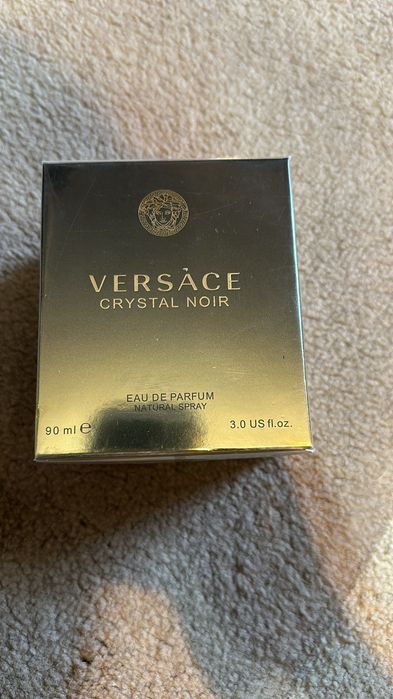 VERSACE
CRYSTAL NOIR
EAU DE PARFUM
NATURAL SPRAY
90 ml ℮ 3.0 US fl.oz.